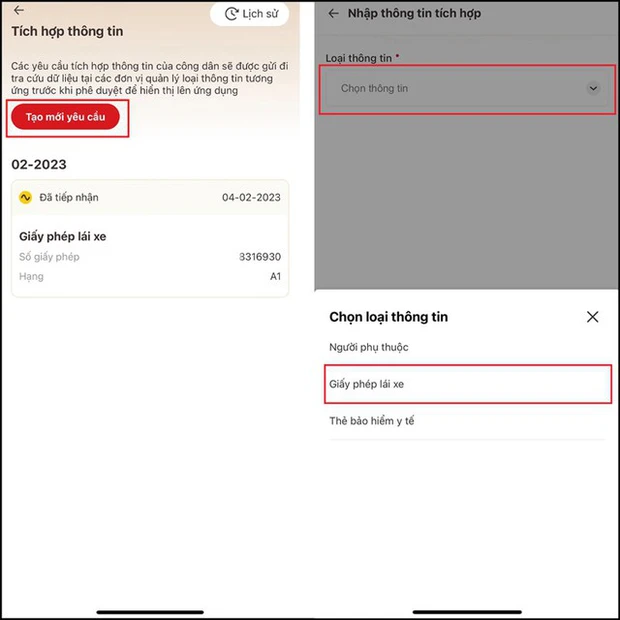 Lịch sử
Tích hợp thông tin
Các yêu cầu tích hợp thông tin của công dân sẽ được gửi đi
tra cứu dữ liệu tại các đơn vị quản lý loại thông tin tương
ứng trước khi phê duyệt để hiển thị lên ứng dụng
Tạo mới yêu cầu
02-2023
Đã tiếp nhận 04-02-2023
Giấy phép lái xe
Số giấy phép 3316930
Hạng A1
Nhập thông tin tích hợp
Loại thông tin *
Chọn thông tin
Chọn loại thông tin
Người phụ thuộc
Giấy phép lái xe
Thẻ bảo hiểm y tế